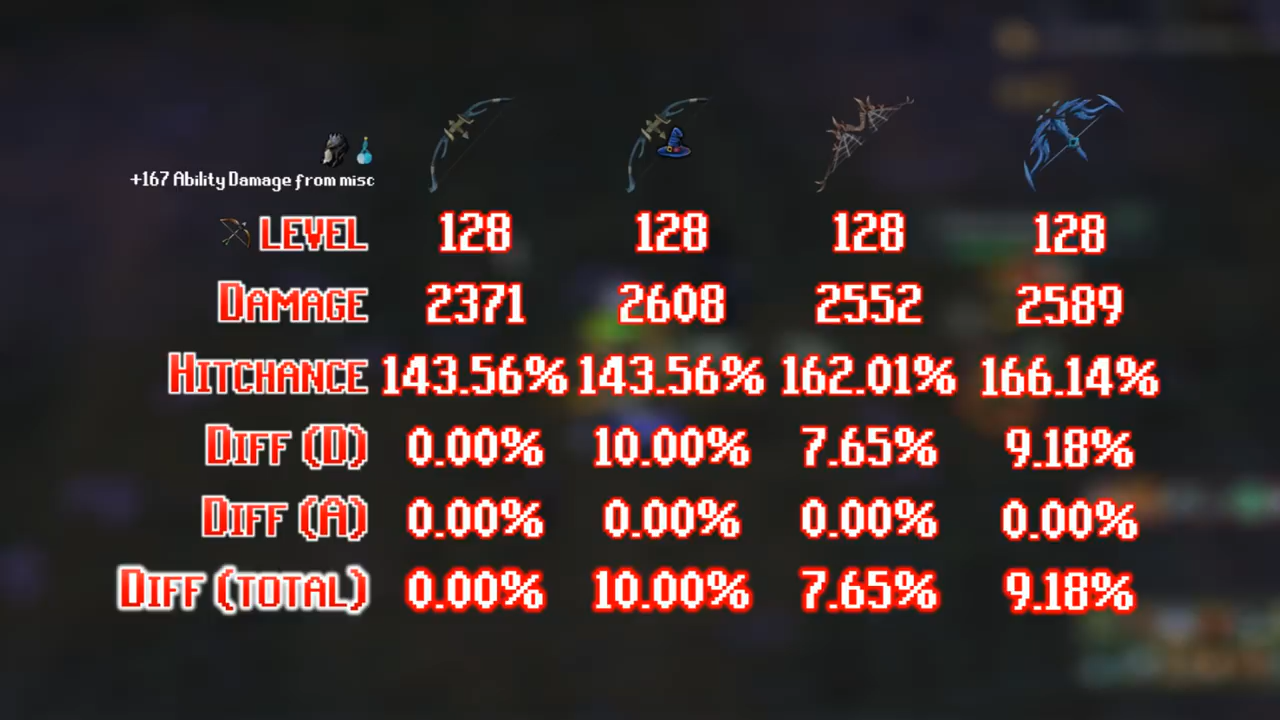 +167 Ability Damage from misc
LEVEL 128 128 128 128
DAMAGE 2371 2608 2552 2589
HITCHANCE 143.56% 143.56% 162.01% 166.14%
DIFF (D) 0.00% 10.00% 7.65% 9.18%
DIFF (A) 0.00% 0.00% 0.00% 0.00%
DIFF (TOTAL) 0.00% 10.00% 7.65% 9.18%